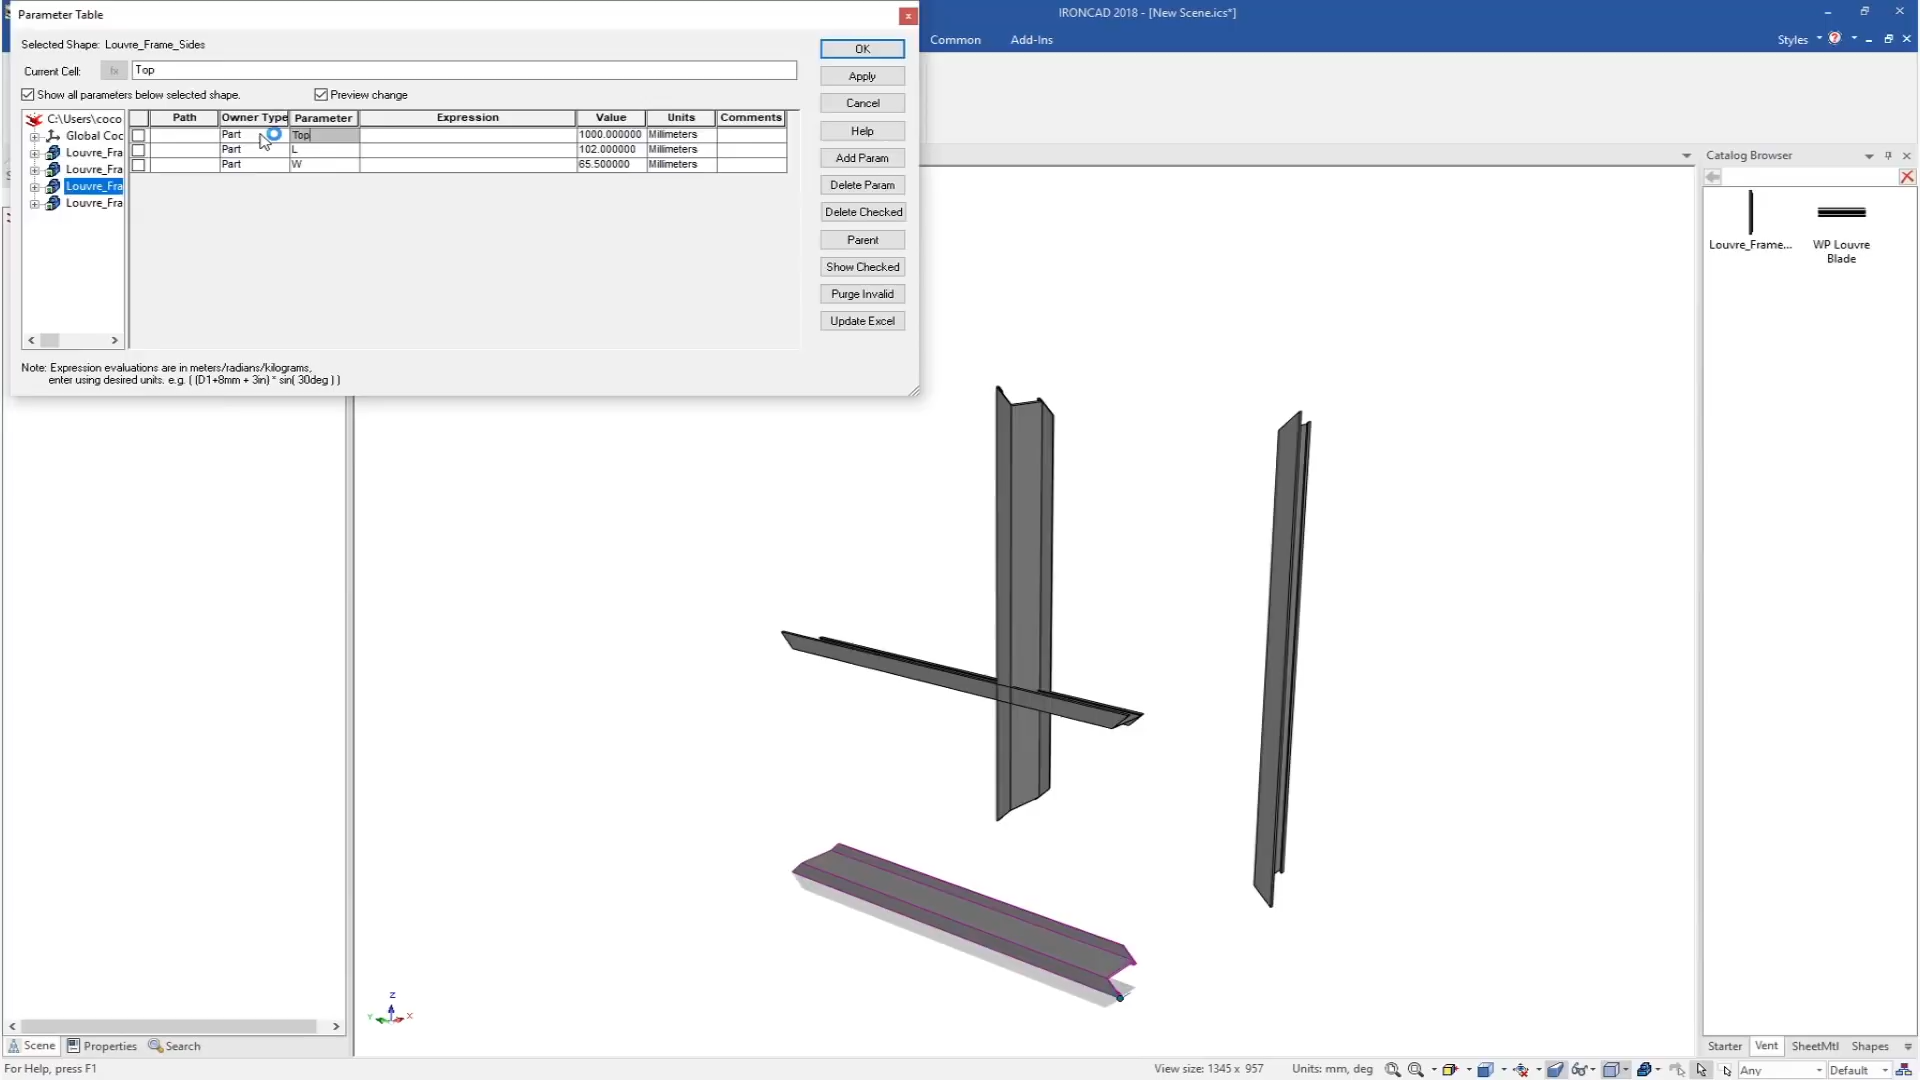 Parameter Table
x
IRONCAD 2018 - [New Scene.ics*]
Common
Add-Ins
Styles
Selected Shape: Louvre_Frame_Sides
Current Cell:
fx
Top
Show all parameters below selected shape.
Preview change
C:\Users\coco
Global Coc
Louvre_Fra
Louvre_Fra
Louvre_Fra
Louvre_Fra
Path Owner Type Parameter Expression Value Units Comments
Part Top 1000.000000 Millimeters
Part L 102.000000 Millimeters
Part W 65.500000 Millimeters
OK
Apply
Cancel
Help
Add Param
Delete Param
Delete Checked
Parent
Show Checked
Purge Invalid
Update Excel
Note: Expression evaluations are in meters/radians/kilograms,
enter using desired units. e.g. ( (D1+8mm + 3in) * sin( 30deg ) )
Catalog Browser
Louvre_Frame...
WP Louvre
Blade
Z
Y
X
Scene
Properties
Search
Starter
Vent
SheetMtl
Shapes
For Help, press F1
View size: 1345 x 957
Units: mm, deg
Any
Default